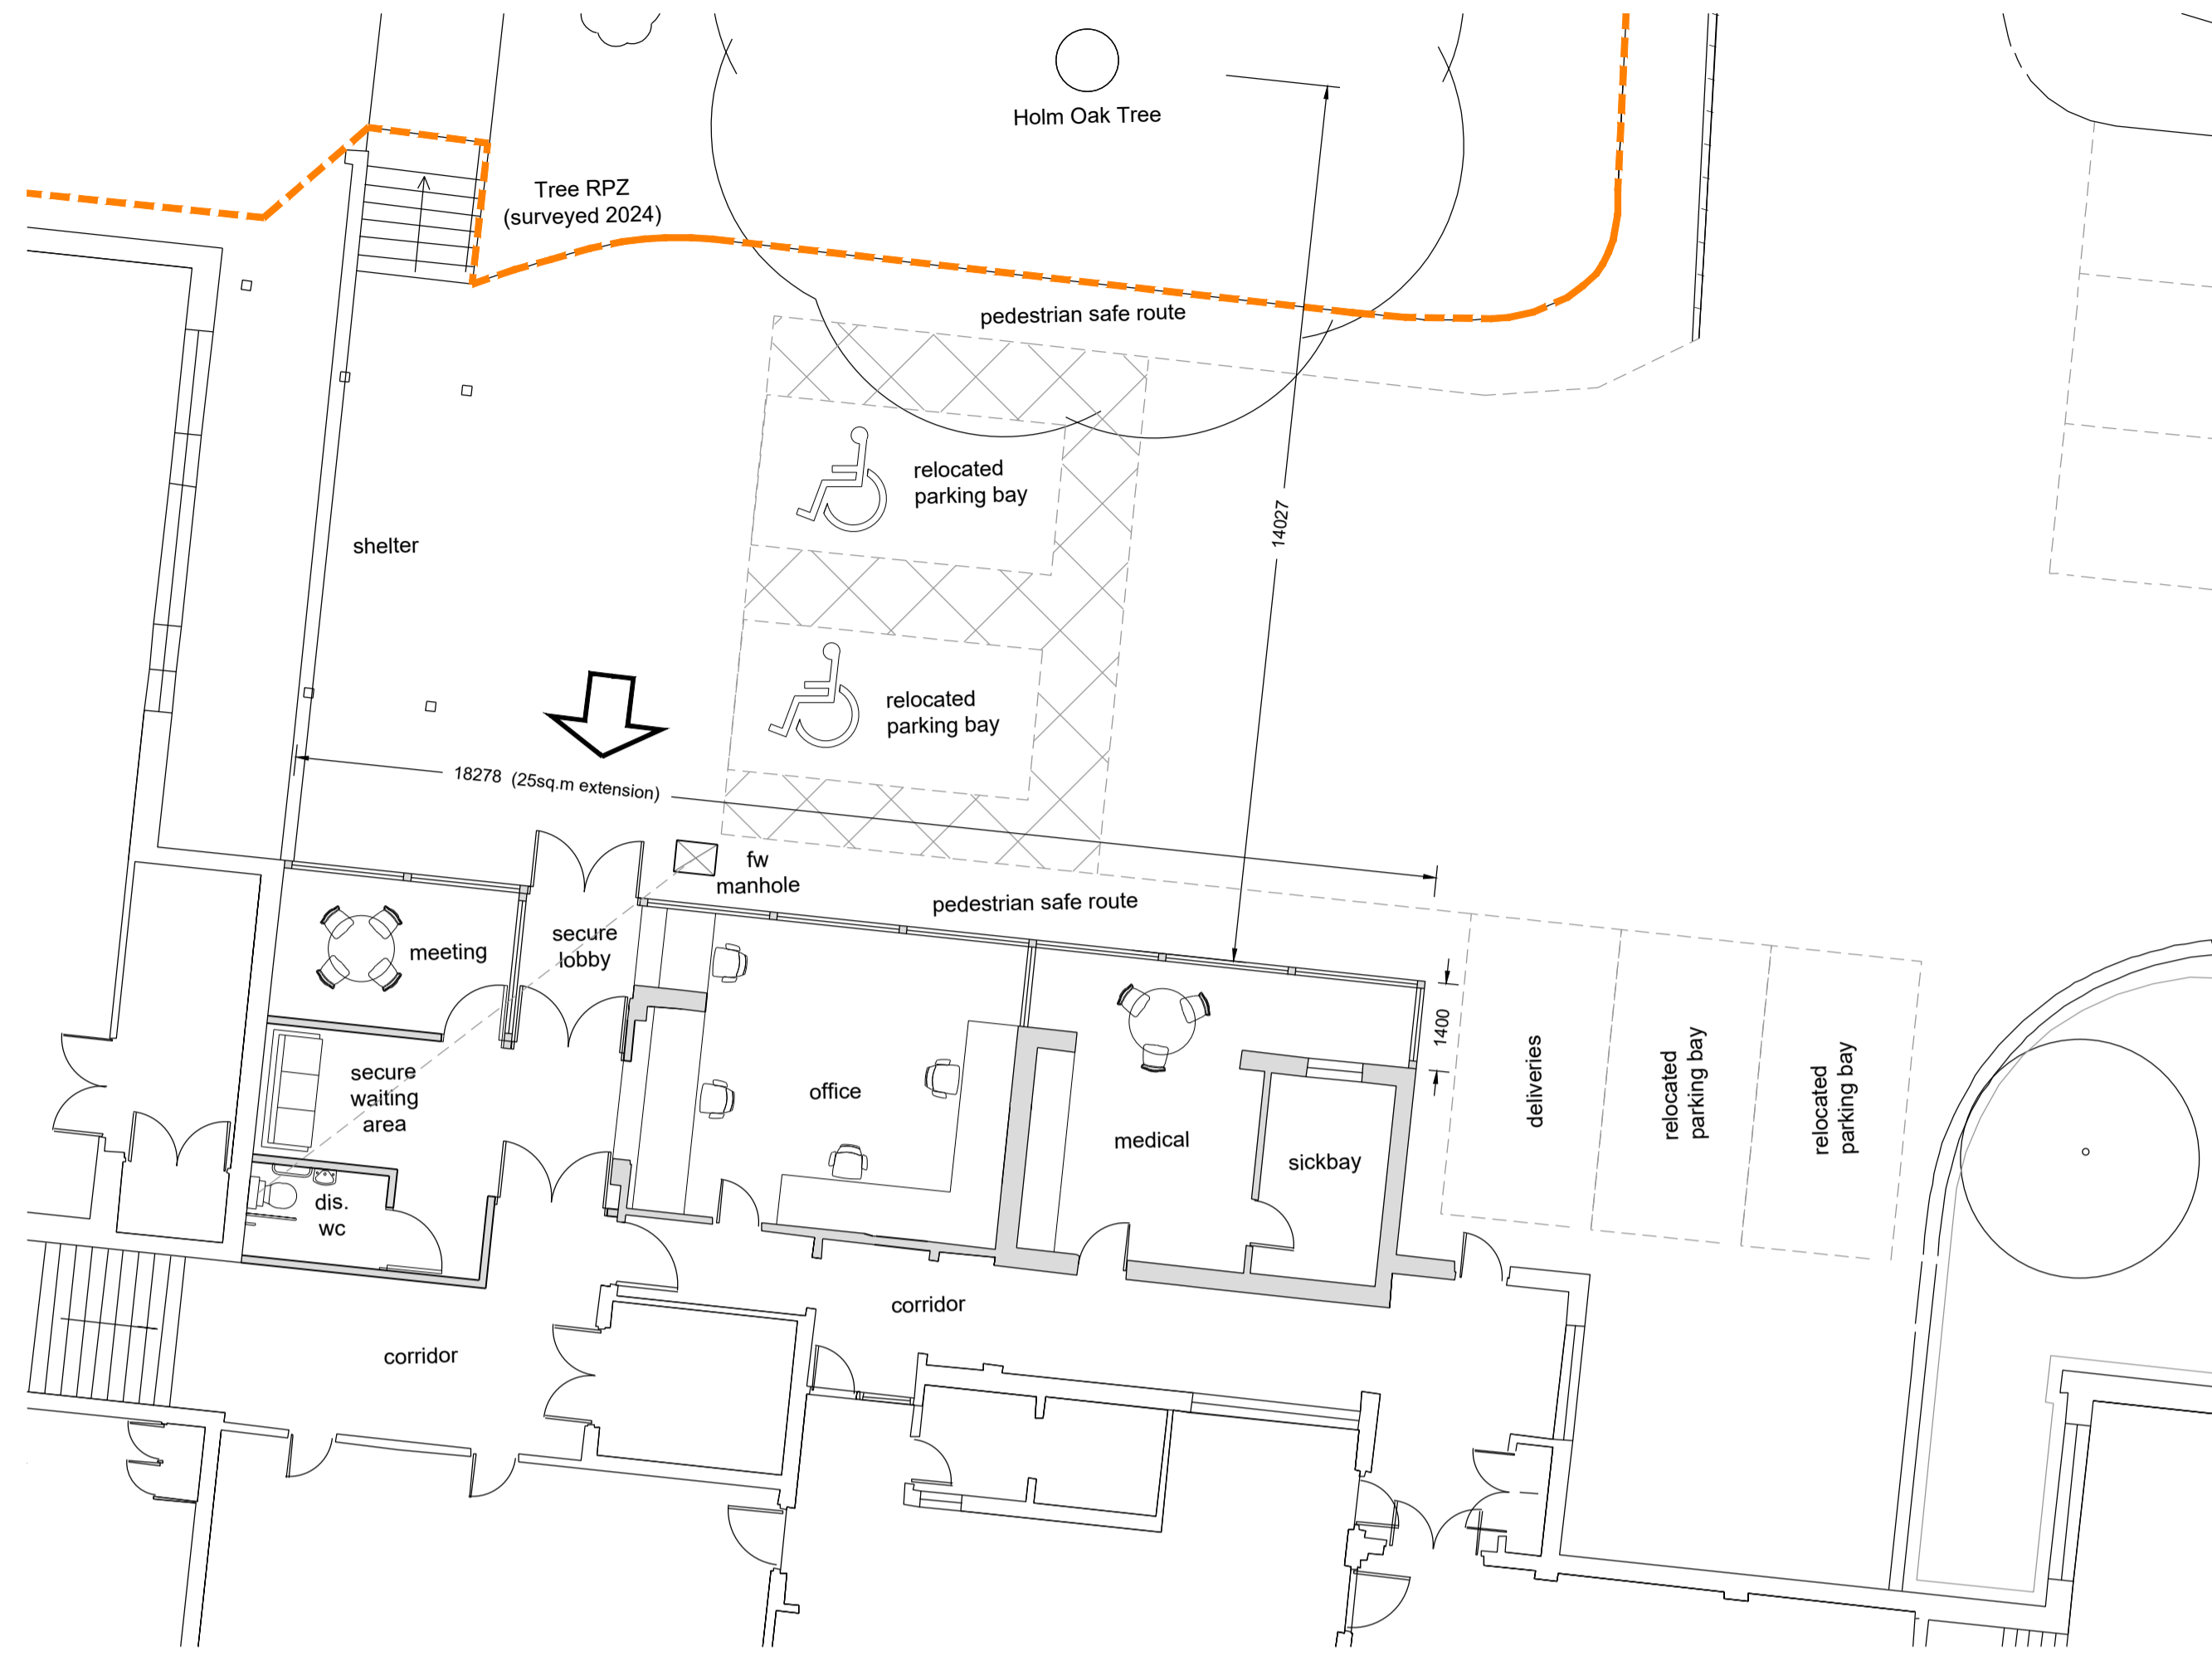 Holm Oak Tree
Tree RPZ
(surveyed 2024)
pedestrian safe route
relocated
parking bay
14027
shelter
relocated
parking bay
18278 (25sq.m extension)
fw
manhole
pedestrian safe route
meeting
secure
lobby
1400
secure
waiting
area
office
medical
sickbay
deliveries
relocated
parking bay
relocated
parking bay
dis.
wc
corridor
corridor